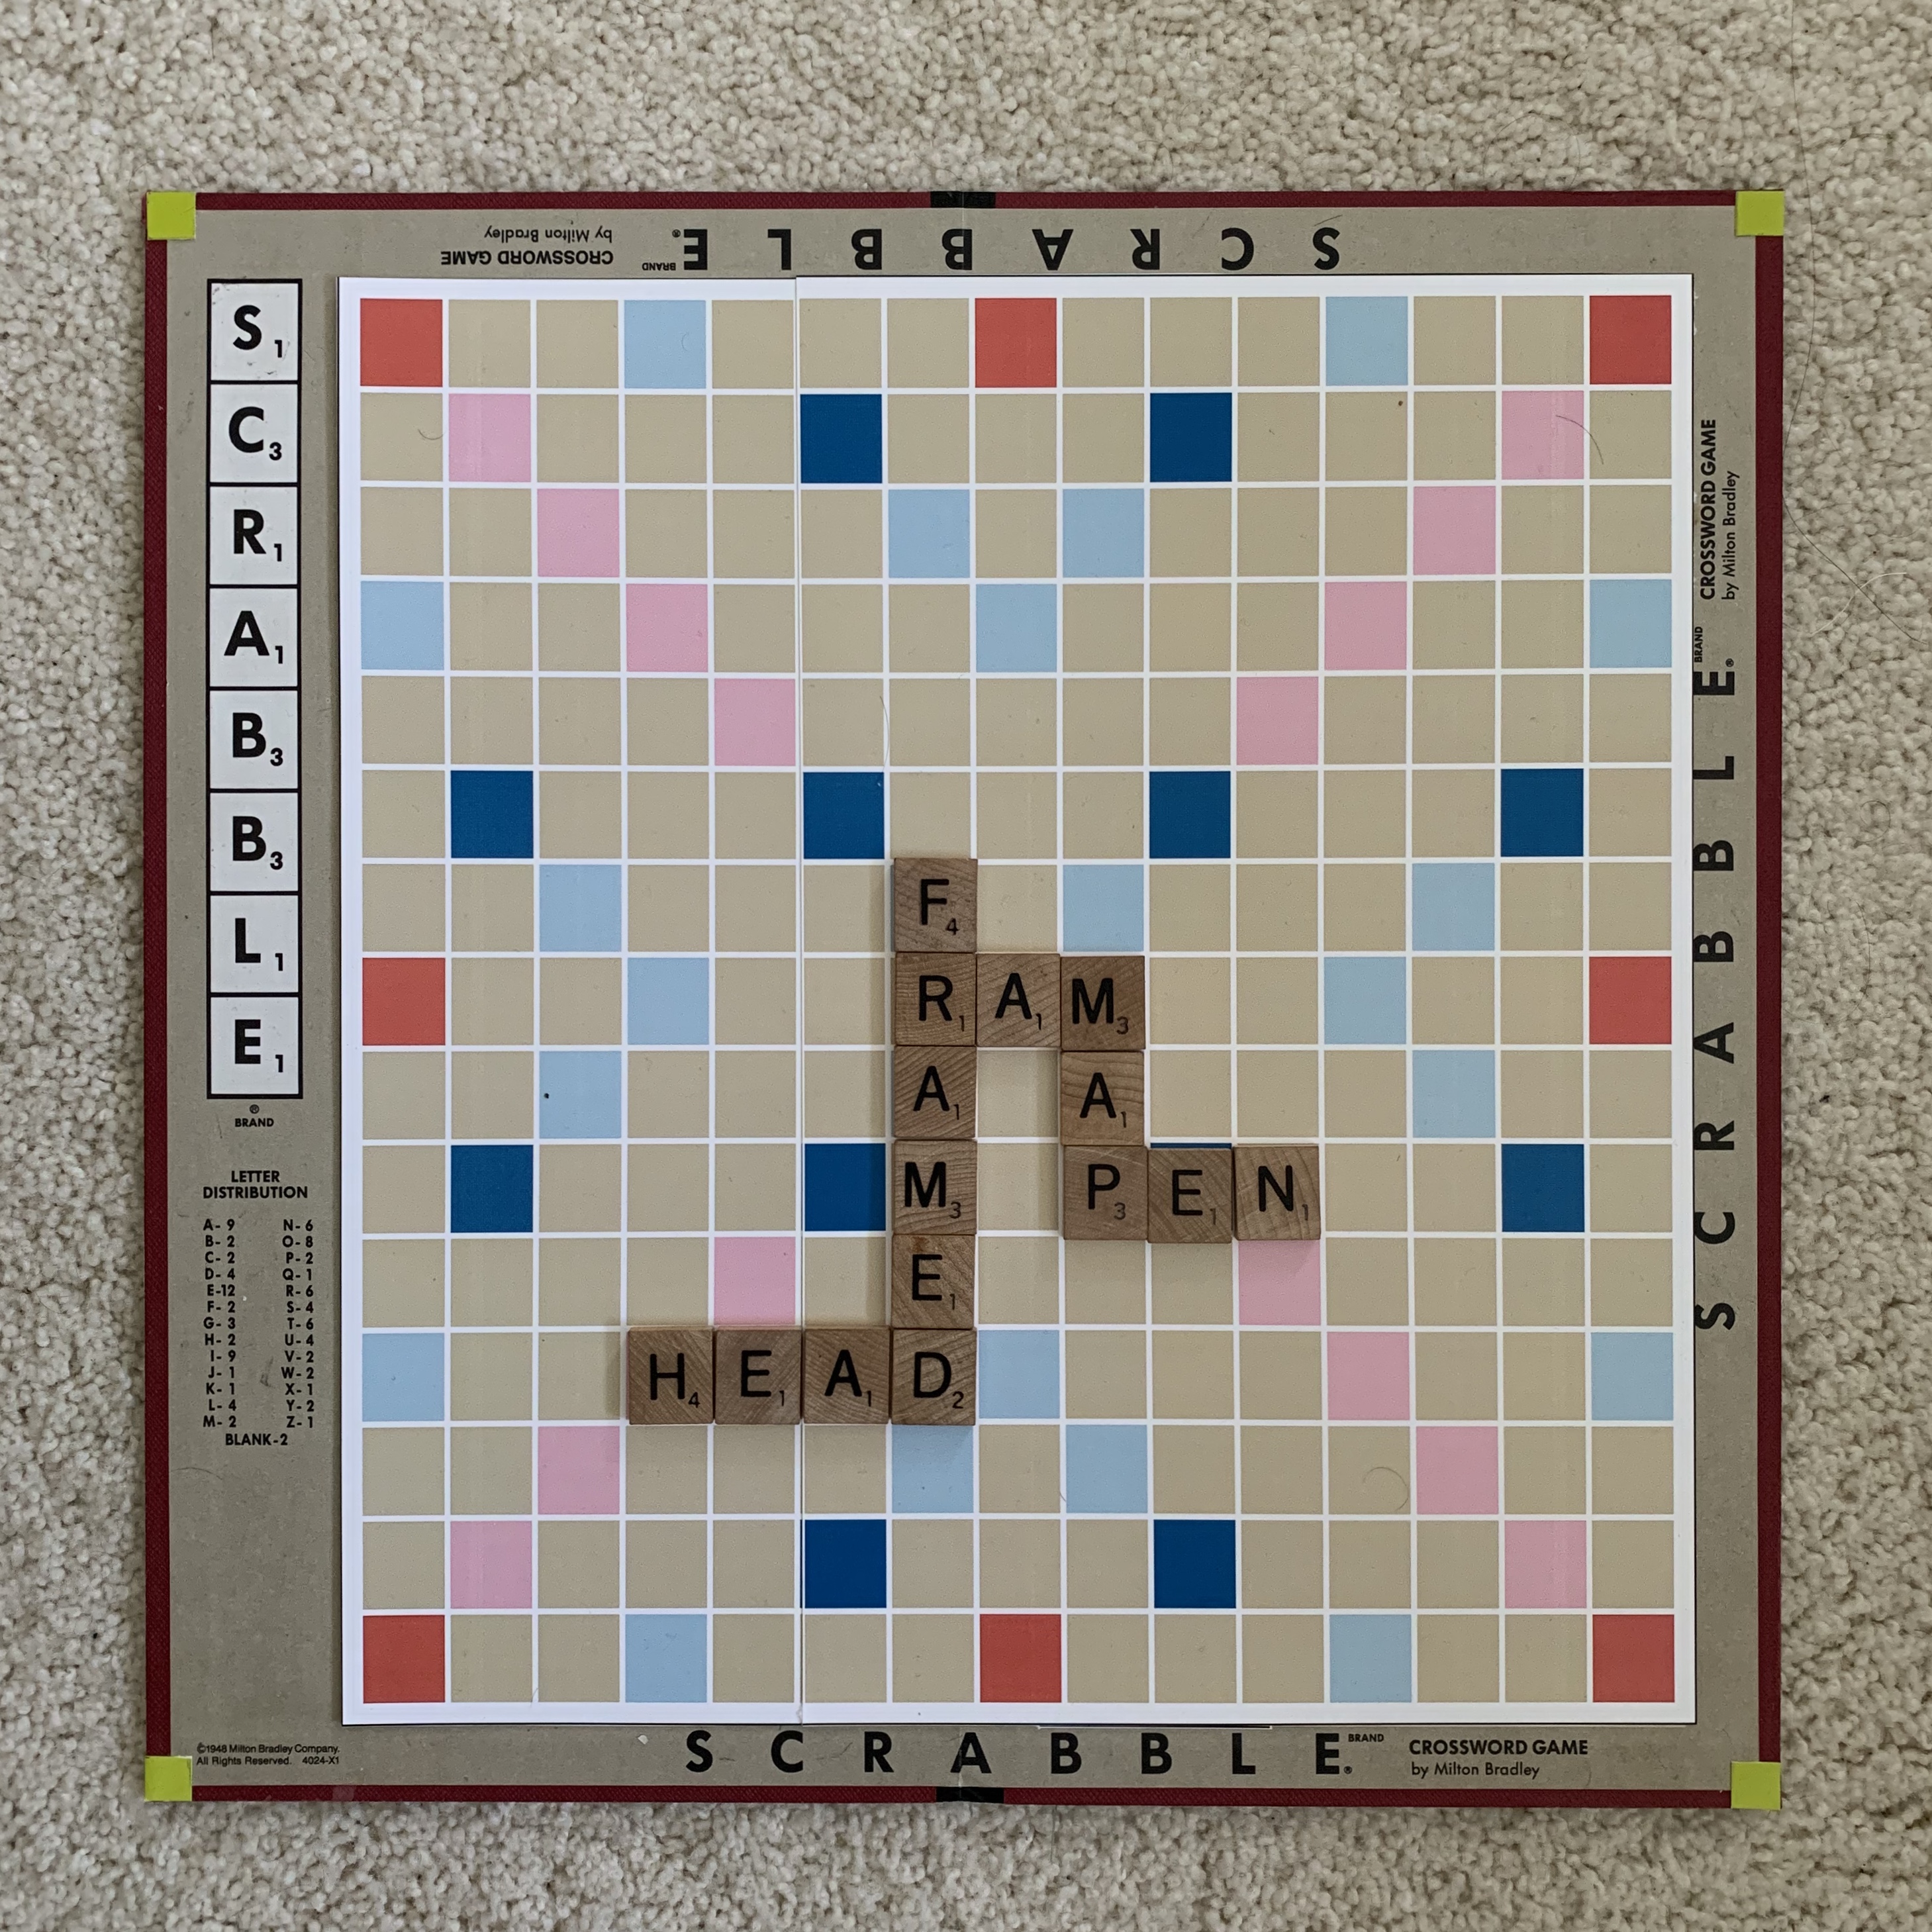 SCRABBLE® BRAND
CROSSWORD GAME
by Milton Bradley
S1
C3
R1
A1
B3
B3
L1
E1
®
BRAND
SCRABBLE® BRAND CROSSWORD GAME
by Milton Bradley
F4
R1 A1 M3
A1 A1
M3 P3 E1 N1
E1
H4 E1 A1 D2
LETTER
DISTRIBUTION
A- 9 N- 6
B- 2 O- 8
C- 2 P- 2
D- 4 Q- 1
E-12 R- 6
F- 2 S- 4
G- 3 T- 6
H- 2 U- 4
I- 9 V- 2
J- 1 W- 2
K- 1 X- 1
L- 4 Y- 2
M- 2 Z- 1
BLANK-2
©1948 Milton Bradley Company.
All Rights Reserved. 4024-X1
SCRABBLE® BRAND CROSSWORD GAME
by Milton Bradley